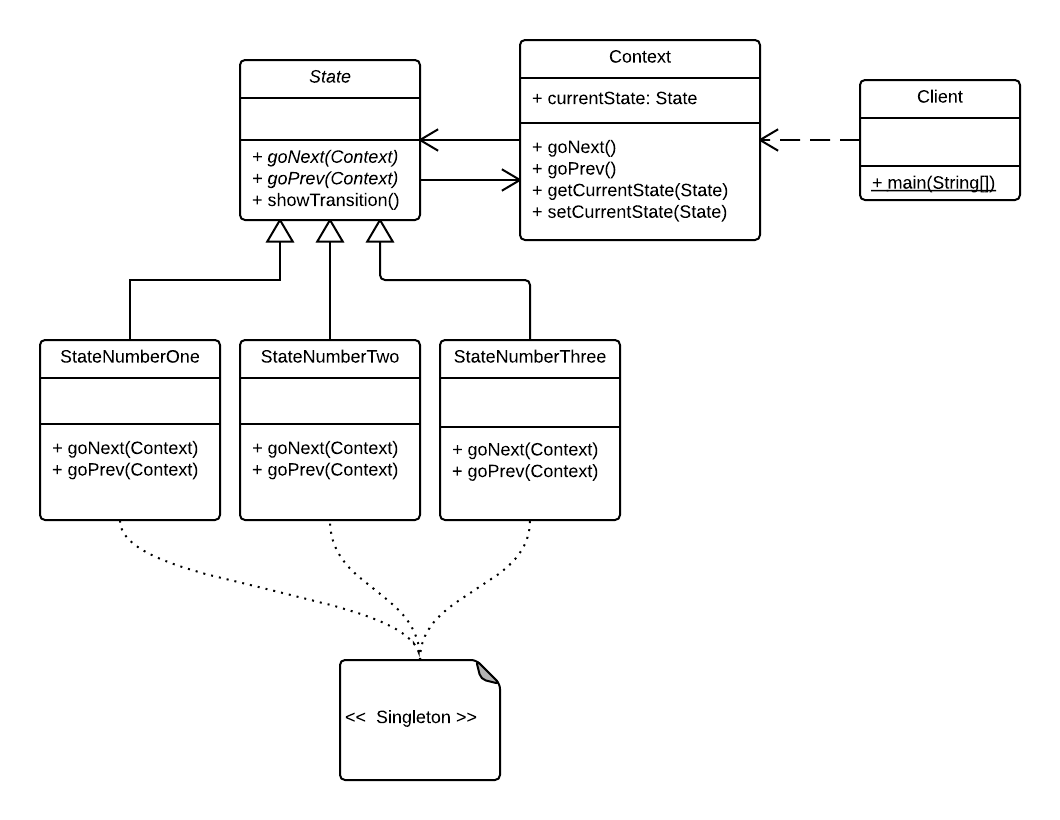 State
+ goNext(Context)
+ goPrev(Context)
+ showTransition()
Context
+ currentState: State
+ goNext()
+ goPrev()
+ getCurrentState(State)
+ setCurrentState(State)
Client
+ main(String[])
StateNumberOne
+ goNext(Context)
+ goPrev(Context)
StateNumberTwo
+ goNext(Context)
+ goPrev(Context)
StateNumberThree
+ goNext(Context)
+ goPrev(Context)
<< Singleton >>